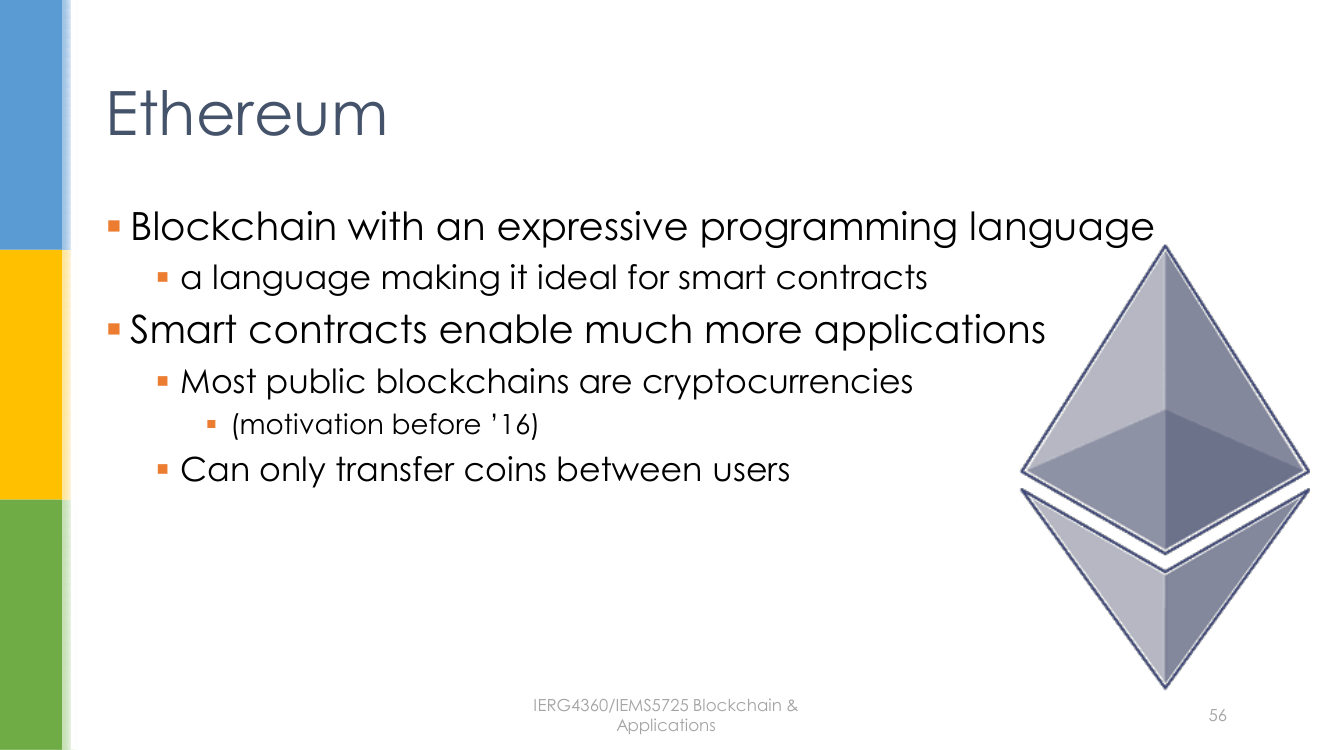 Ethereum
Blockchain with an expressive programming language
a language making it ideal for smart contracts
Smart contracts enable much more applications
Most public blockchains are cryptocurrencies
(motivation before ’16)
Can only transfer coins between users
IERG4360/IEMS5725 Blockchain &
Applications
56